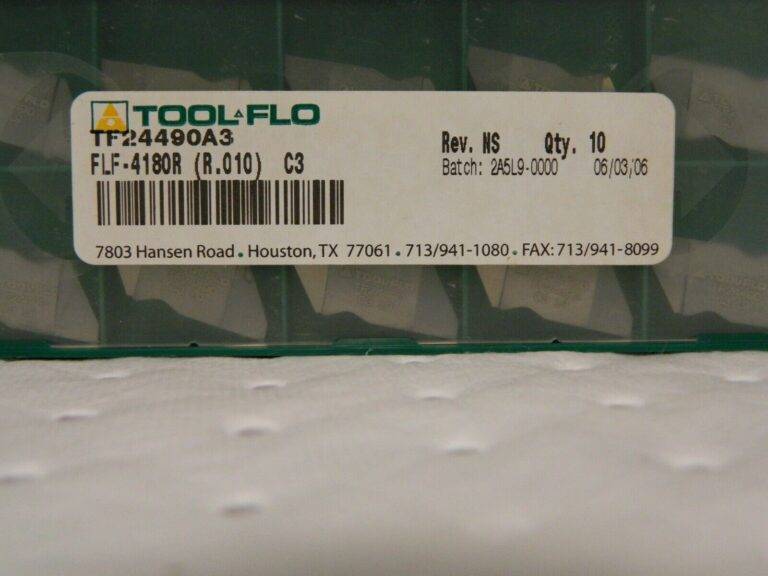 TOOL-FLO
TF24490A3
Rev. NS Qty. 10
FLF-4180R (R.010) C3
Batch: 2A5L9-0000 06/03/06
7803 Hansen Road. Houston, TX 77061. 713/941-1080. FAX: 713/941-8099